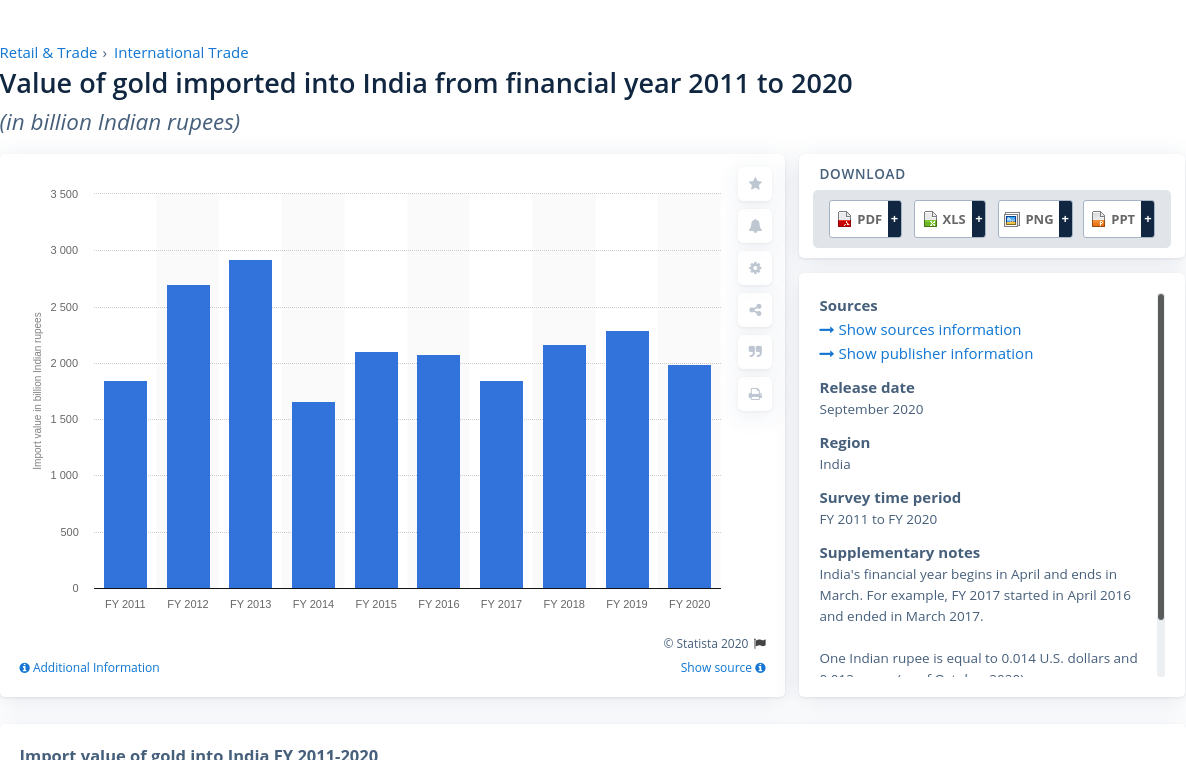 Retail & Trade › International Trade
Value of gold imported into India from financial year 2011 to 2020
(in billion Indian rupees)
3 500
3 000
2 500
2 000
1 500
1 000
500
0
Import value in billion Indian rupees
FY 2011 FY 2012 FY 2013 FY 2014 FY 2015 FY 2016 FY 2017 FY 2018 FY 2019 FY 2020
© Statista 2020
Additional Information
Show source
DOWNLOAD
PDF + XLS + PNG + PPT +
Sources
Show sources information
Show publisher information
Release date
September 2020
Region
India
Survey time period
FY 2011 to FY 2020
Supplementary notes
India's financial year begins in April and ends in
March. For example, FY 2017 started in April 2016
and ended in March 2017.
One Indian rupee is equal to 0.014 U.S. dollars and
Import value of gold into India FY 2011-2020